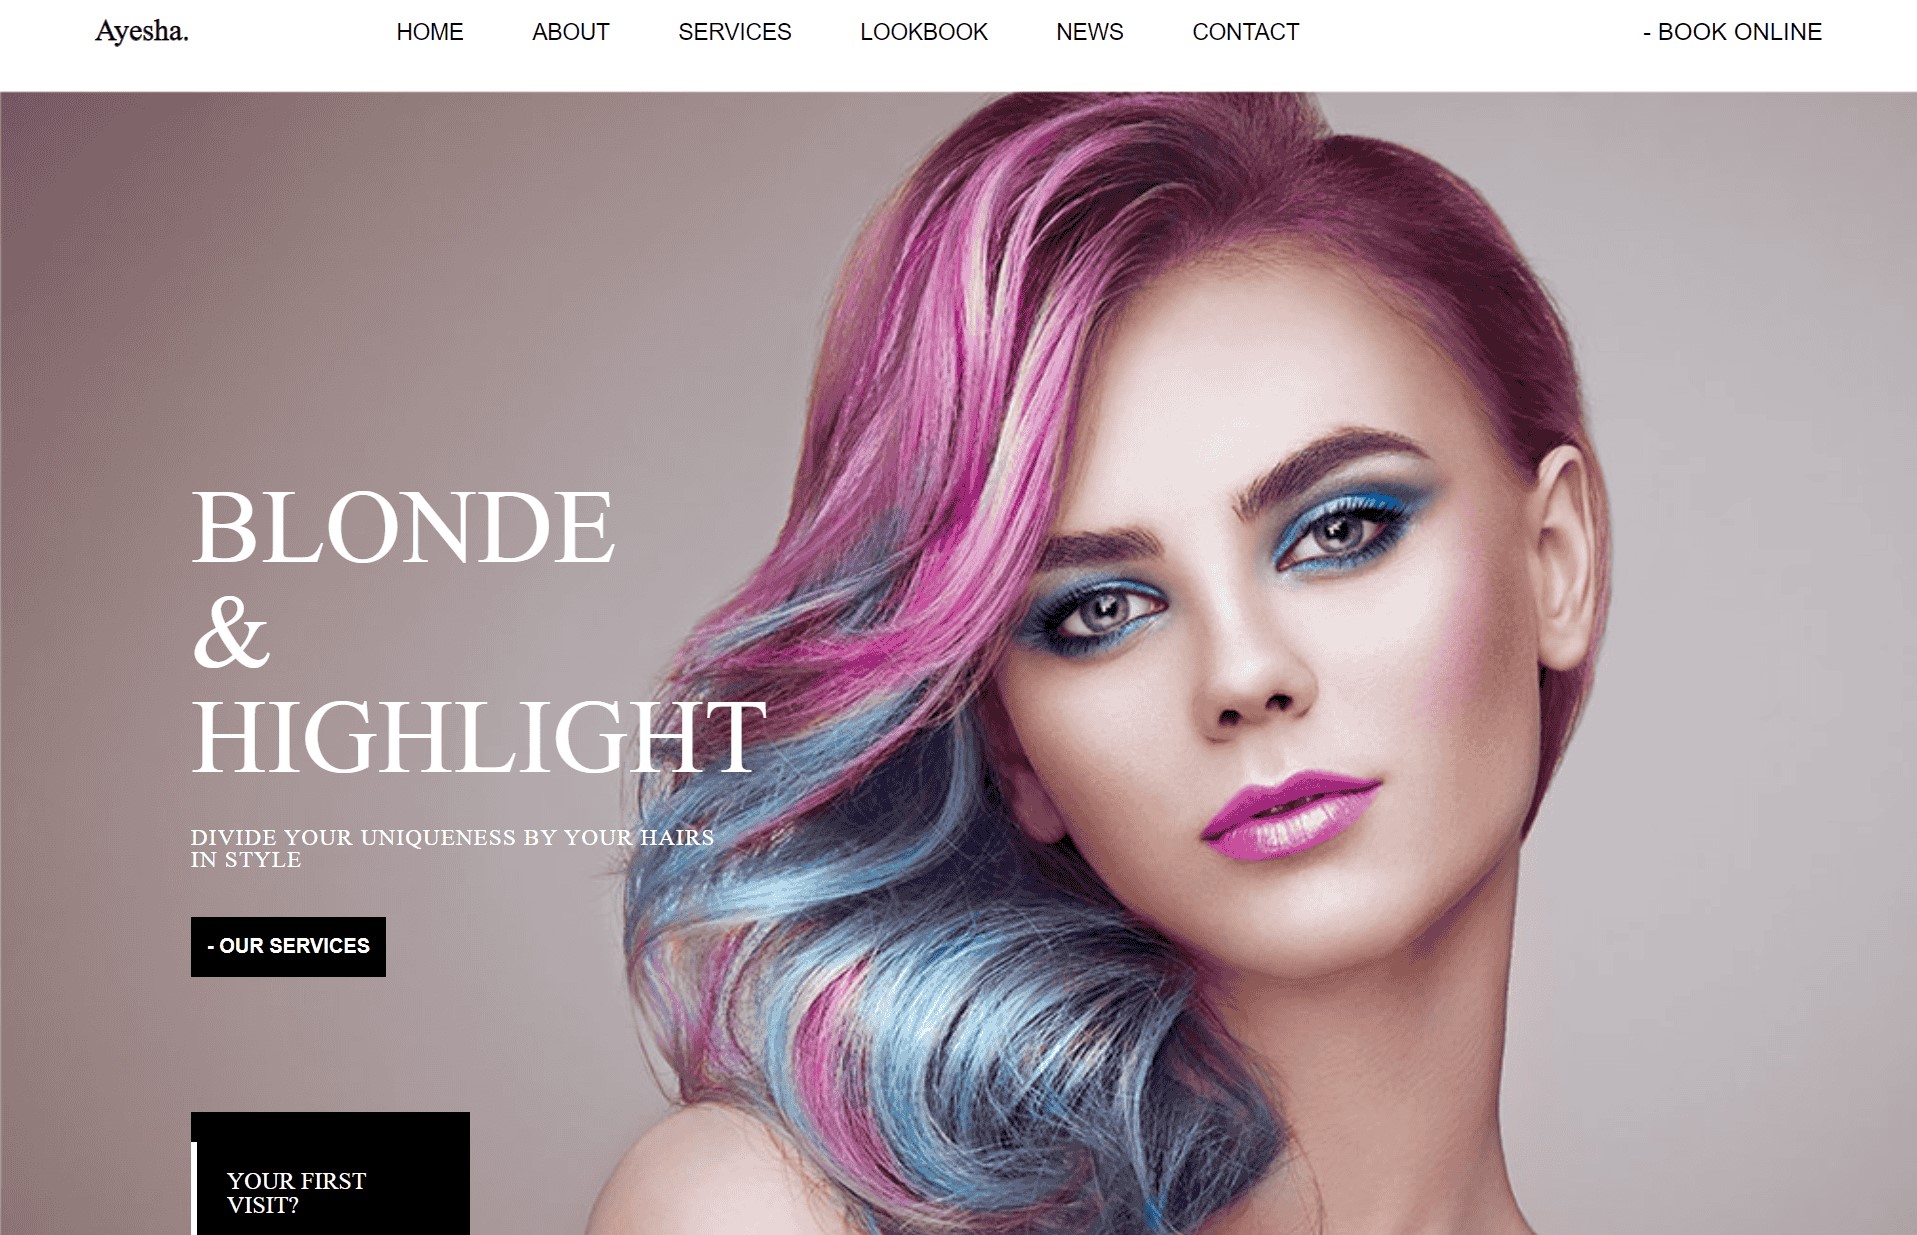 Ayesha.
HOME ABOUT SERVICES LOOKBOOK NEWS CONTACT - BOOK ONLINE
BLONDE
&
HIGHLIGHT
DIVIDE YOUR UNIQUENESS BY YOUR HAIRS
IN STYLE
- OUR SERVICES
YOUR FIRST
VISIT?